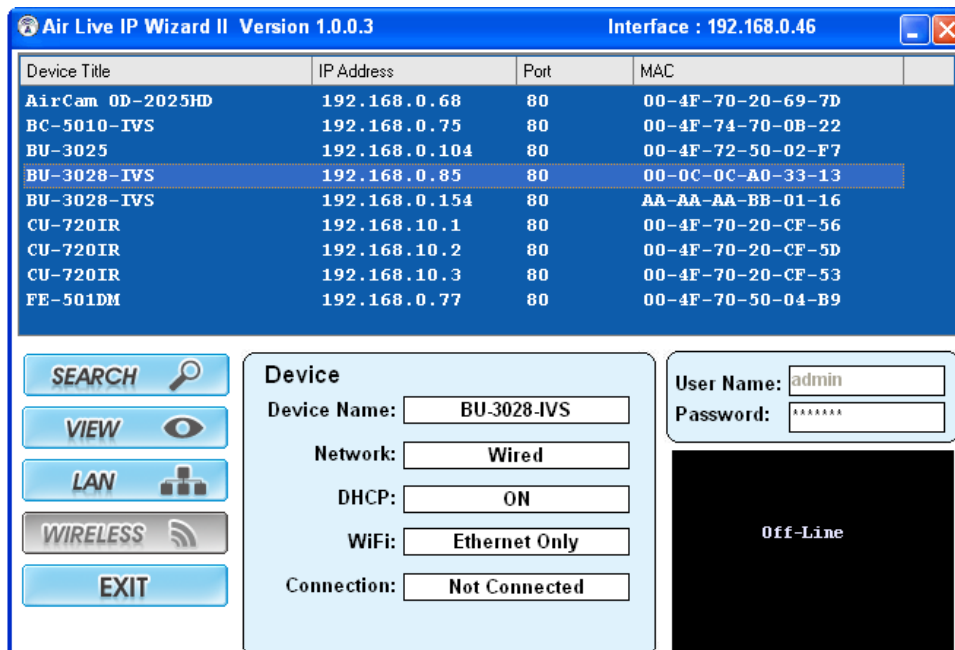 Air Live IP Wizard II Version 1.0.0.3 Interface : 192.168.0.46
Device Title IP Address Port MAC
AirCam OD-2025HD 192.168.0.68 80 00-4F-70-20-69-7D
BC-5010-IVS 192.168.0.75 80 00-4F-74-70-0B-22
BU-3025 192.168.0.104 80 00-4F-72-50-02-F7
BU-3028-IVS 192.168.0.85 80 00-0C-0C-A0-33-13
BU-3028-IVS 192.168.0.154 80 AA-AA-AA-BB-01-16
CU-720IR 192.168.10.1 80 00-4F-70-20-CF-56
CU-720IR 192.168.10.2 80 00-4F-70-20-CF-5D
CU-720IR 192.168.10.3 80 00-4F-70-20-CF-53
FE-501DM 192.168.0.77 80 00-4F-70-50-04-B9
SEARCH
VIEW
LAN
WIRELESS
EXIT
Device
Device Name: BU-3028-IVS
Network: Wired
DHCP: ON
WiFi: Ethernet Only
Connection: Not Connected
User Name: admin
Password: *******
Off-Line